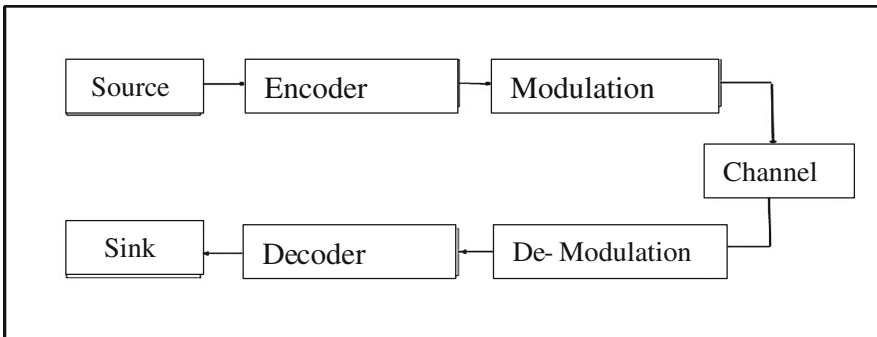 Source
Encoder
Modulation
Channel
De- Modulation
Decoder
Sink